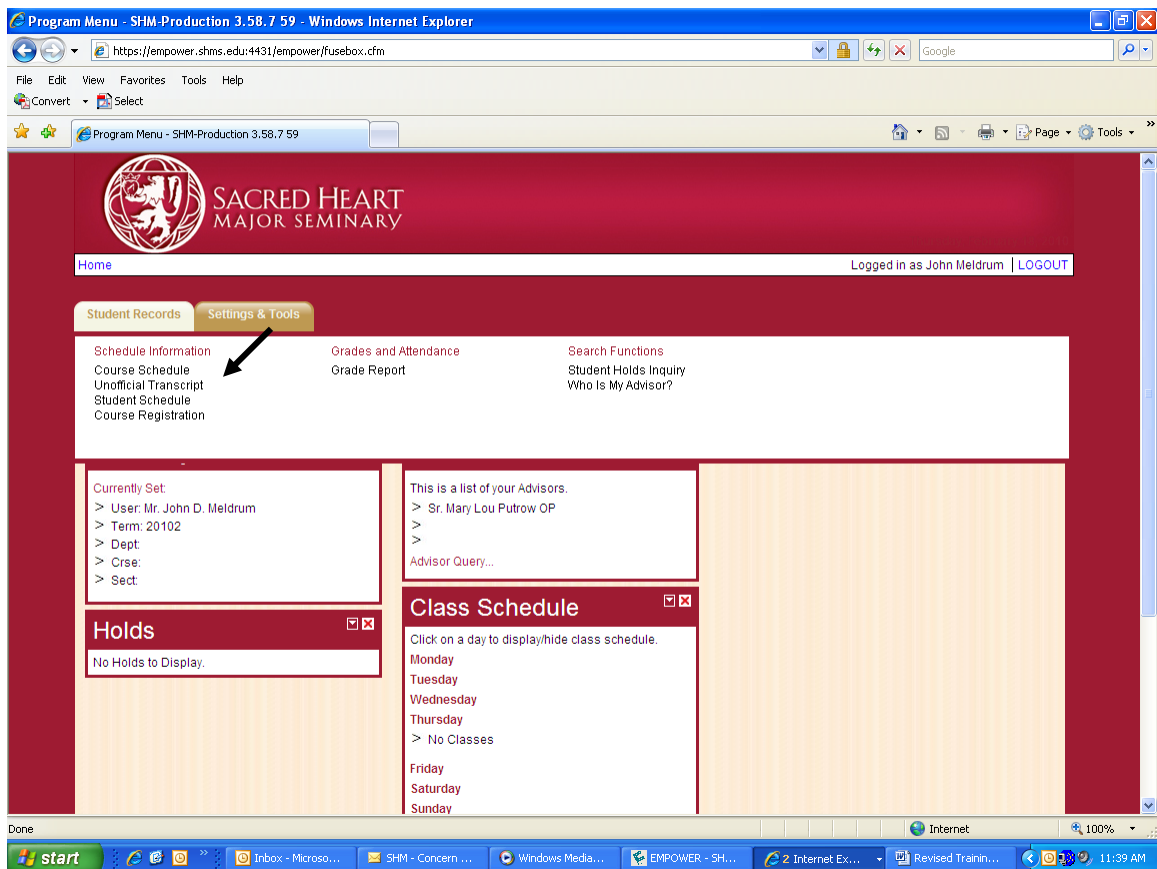 Program Menu - SHM-Production 3.58.7 59 - Windows Internet Explorer
https://empower.shms.edu:4431/empower/fusebox.cfm
Google
File Edit View Favorites Tools Help
Convert Select
Program Menu - SHM-Production 3.58.7 59
Page Tools »
SACRED HEART
MAJOR SEMINARY
Home
Logged in as John Meldrum | LOGOUT
Student Records Settings & Tools
Schedule Information
Course Schedule
Unofficial Transcript
Student Schedule
Course Registration
Grades and Attendance
Grade Report
Search Functions
Student Holds Inquiry
Who Is My Advisor?
Currently Set:
> User: Mr. John D. Meldrum
> Term: 20102
> Dept:
> Crse:
> Sect:
Holds
No Holds to Display.
This is a list of your Advisors.
> Sr. Mary Lou Putrow OP
>
>
Advisor Query...
Class Schedule
Click on a day to display/hide class schedule.
Monday
Tuesday
Wednesday
Thursday
> No Classes
Friday
Saturday
Sunday
Done
Internet
100%
start
»
Inbox - Microso...
SHM - Concern ...
Windows Media...
EMPOWER - SH...
2 Internet Ex...
Revised Trainin...
11:39 AM